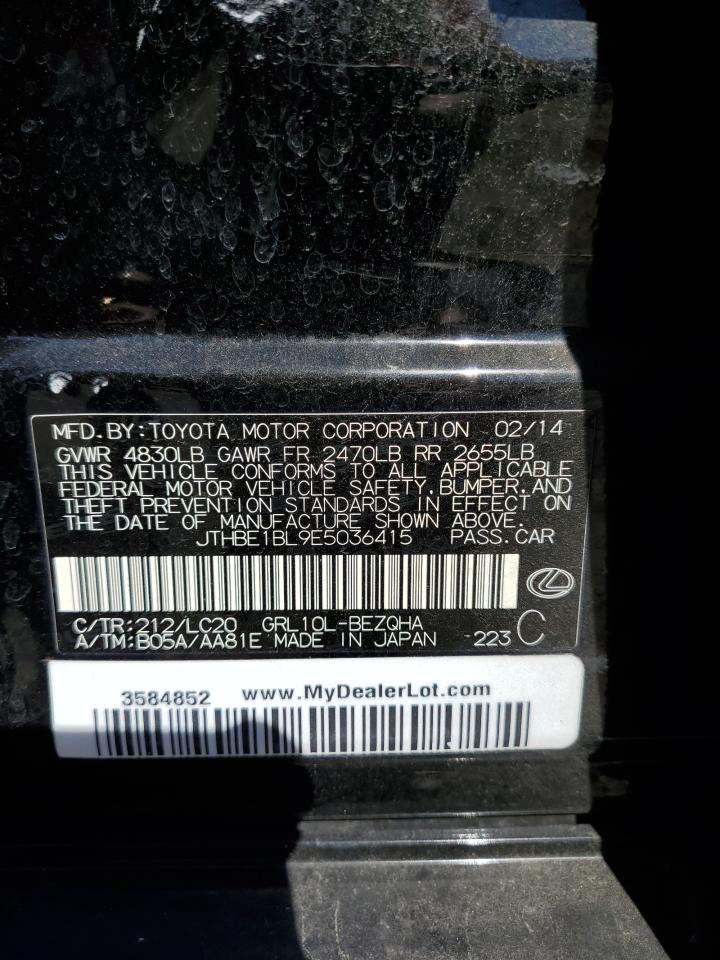 MFD.BY:TOYOTA MOTOR CORPORATION 02/14
GVWR 4830LB GAWR FR 2470LB RR 2655LB
THIS VEHICLE CONFORMS TO ALL APPLICABLE
FEDERAL MOTOR VEHICLE SAFETY,BUMPER,AND
THEFT PREVENTION STANDARDS IN EFFECT ON
THE DATE OF MANUFACTURE SHOWN ABOVE.
JTHBE1BL9E5036415 PASS.CAR
C/TR:212/LC20 GRL10L-BEZQHA
A/TM:B05A/AA81E MADE IN JAPAN 223 C
3584852 www.MyDealerLot.com